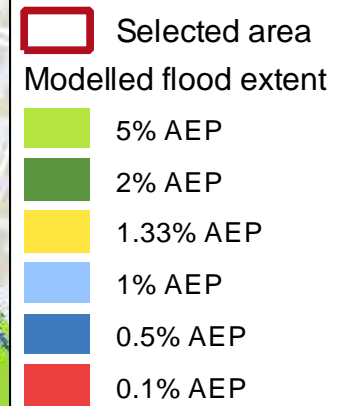 Selected area
Modelled flood extent
5% AEP
2% AEP
1.33% AEP
1% AEP
0.5% AEP
0.1% AEP